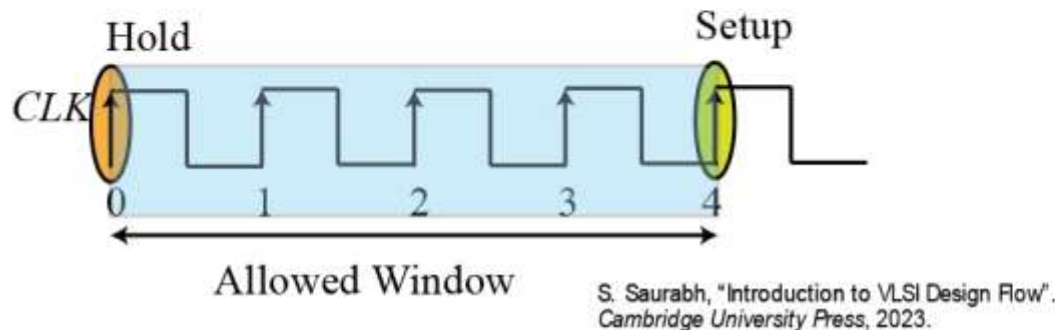 Hold
Setup
CLK
0 1 2 3 4
Allowed Window
S. Saurabh, "Introduction to VLSI Design Flow".
Cambridge University Press, 2023.